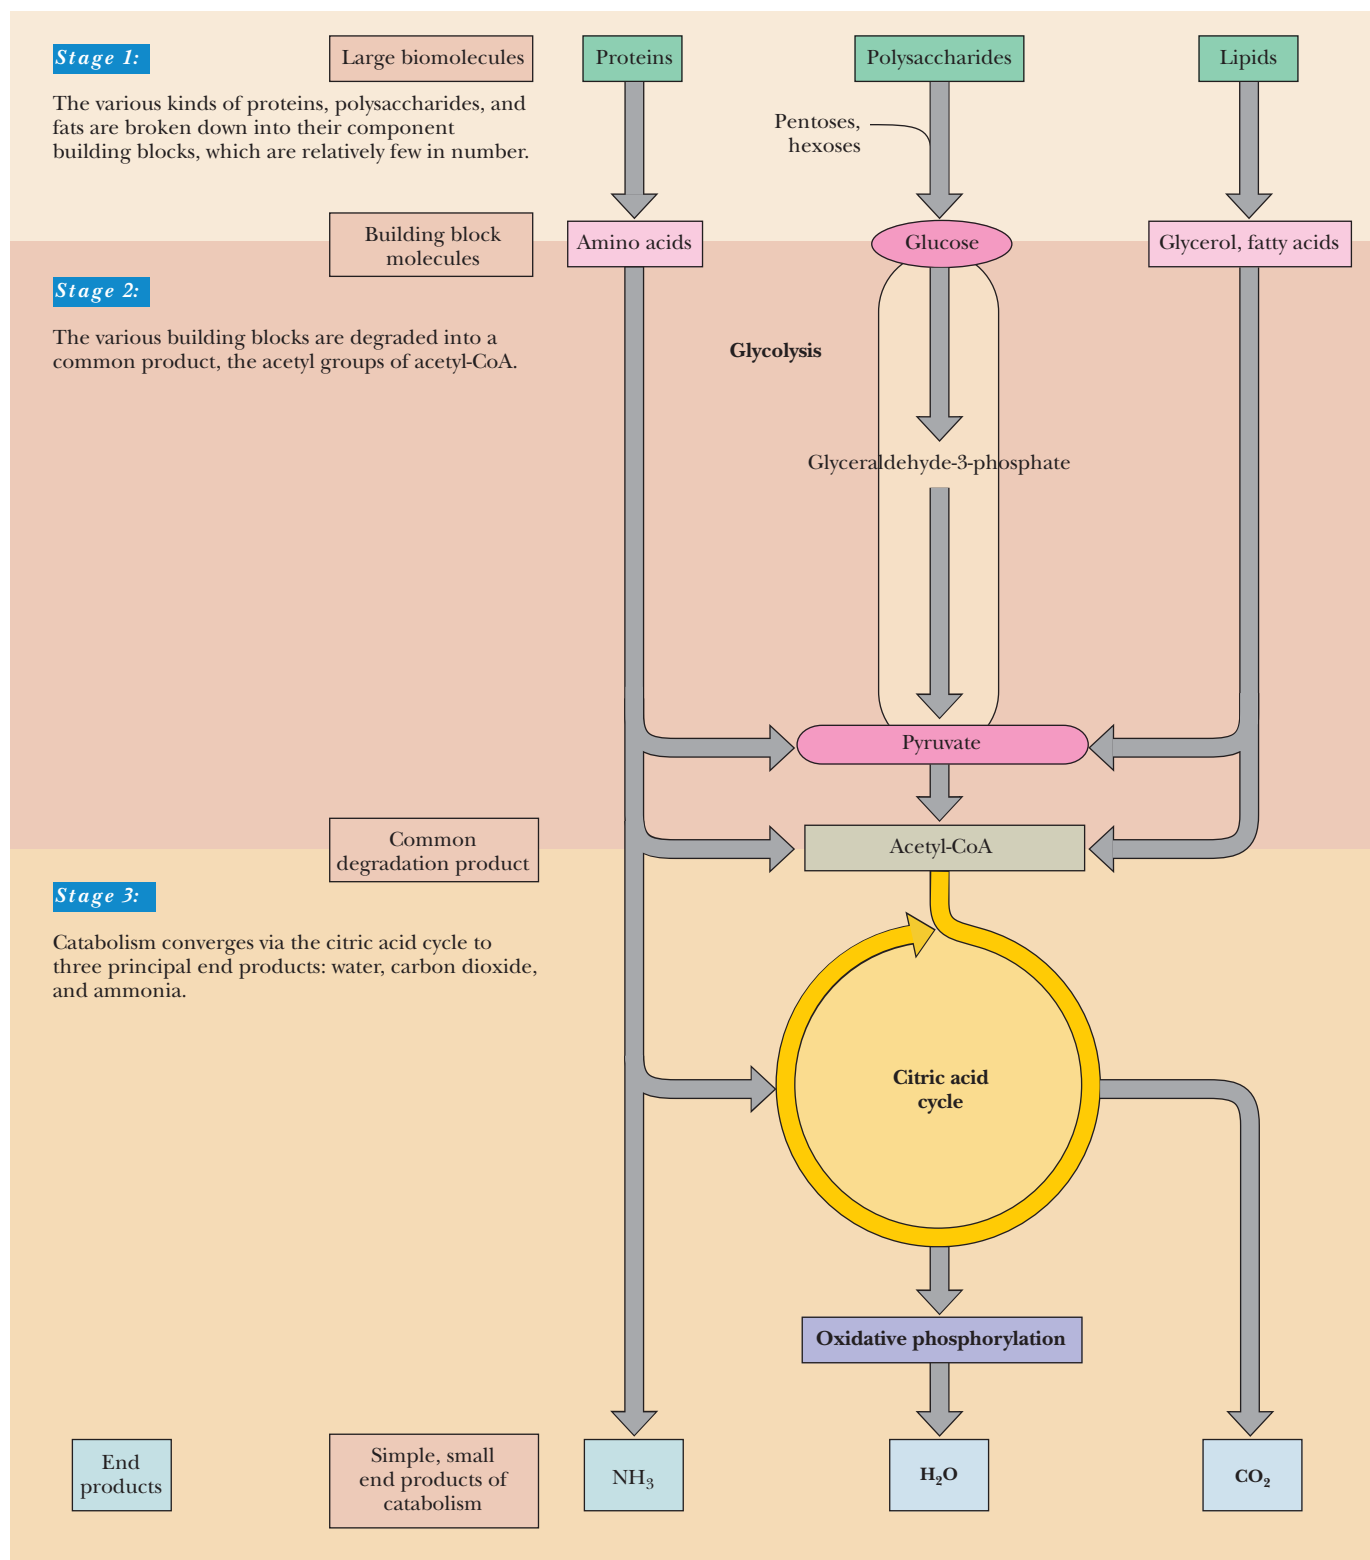 Stage 1:
Large biomolecules
Proteins
Polysaccharides
Lipids
The various kinds of proteins, polysaccharides, and
fats are broken down into their component
building blocks, which are relatively few in number.
Pentoses,
hexoses
Building block
molecules
Amino acids
Glucose
Glycerol, fatty acids
Stage 2:
The various building blocks are degraded into a
common product, the acetyl groups of acetyl-CoA.
Glycolysis
Glyceraldehyde-3-phosphate
Pyruvate
Common
degradation product
Acetyl-CoA
Stage 3:
Catabolism converges via the citric acid cycle to
three principal end products: water, carbon dioxide,
and ammonia.
Citric acid
cycle
Oxidative phosphorylation
End
products
Simple, small
end products of
catabolism
NH₃
H₂O
CO₂